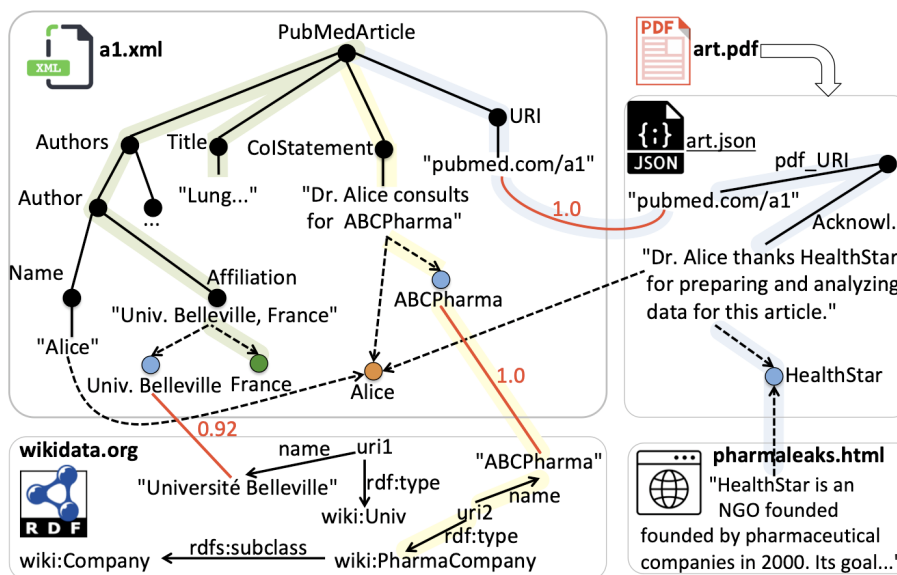 PubMedArticle
XML
a1.xml
Authors
Title
CoIStatement
URI
"pubmed.com/a1"
Author
...
"Lung..."
"Dr. Alice consults
for ABCPharma"
1.0
Name
Affiliation
"Univ. Belleville, France"
ABCPharma
"Alice"
Univ. Belleville
France
Alice
1.0
0.92
PDF
art.pdf
{;}
JSON
art.json
pdf_URI
"pubmed.com/a1"
Acknowl.
"Dr. Alice thanks HealthStar
for preparing and analyzing
data for this article."
HealthStar
wikidata.org
RDF
name
uri1
"Université Belleville"
rdf:type
wiki:Univ
"ABCPharma"
name
uri2
rdf:type
wiki:Company
rdfs:subclass
wiki:PharmaCompany
pharmaleaks.html
"HealthStar is an
NGO founded
founded by pharmaceutical
companies in 2000. Its goal..."